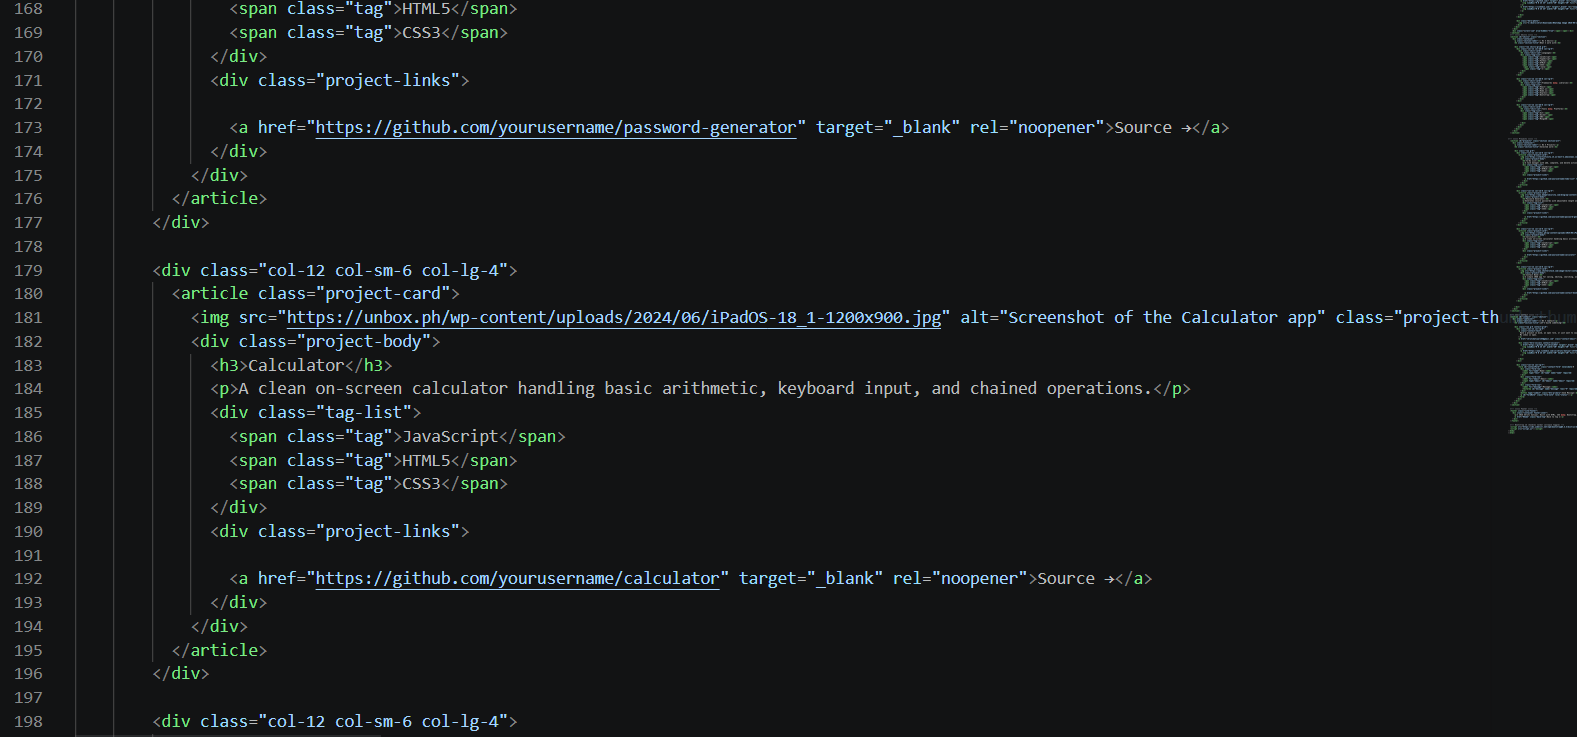 168 <span class="tag">HTML5</span>
169 <span class="tag">CSS3</span>
170 </div>
171 <div class="project-links">
172
173 <a href="https://github.com/yourusername/password-generator" target="_blank" rel="noopener">Source →</a>
174 </div>
175 </div>
176 </article>
177 </div>
178
179 <div class="col-12 col-sm-6 col-lg-4">
180 <article class="project-card">
181 <img src="https://unbox.ph/wp-content/uploads/2024/06/iPadOS-18_1-1200x900.jpg" alt="Screenshot of the Calculator app" class="project-th
182 <div class="project-body">
183 <h3>Calculator</h3>
184 <p>A clean on-screen calculator handling basic arithmetic, keyboard input, and chained operations.</p>
185 <div class="tag-list">
186 <span class="tag">JavaScript</span>
187 <span class="tag">HTML5</span>
188 <span class="tag">CSS3</span>
189 </div>
190 <div class="project-links">
191
192 <a href="https://github.com/yourusername/calculator" target="_blank" rel="noopener">Source →</a>
193 </div>
194 </div>
195 </article>
196 </div>
197
198 <div class="col-12 col-sm-6 col-lg-4">